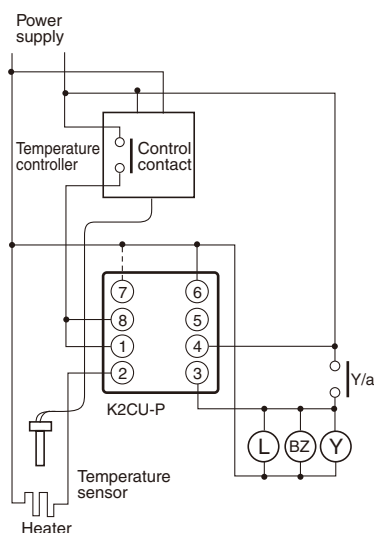 Power
supply
Temperature
controller
Control
contact
7
6
8
5
1
4
2
3
K2CU-P
Y/a
L
BZ
Y
Temperature
sensor
Heater